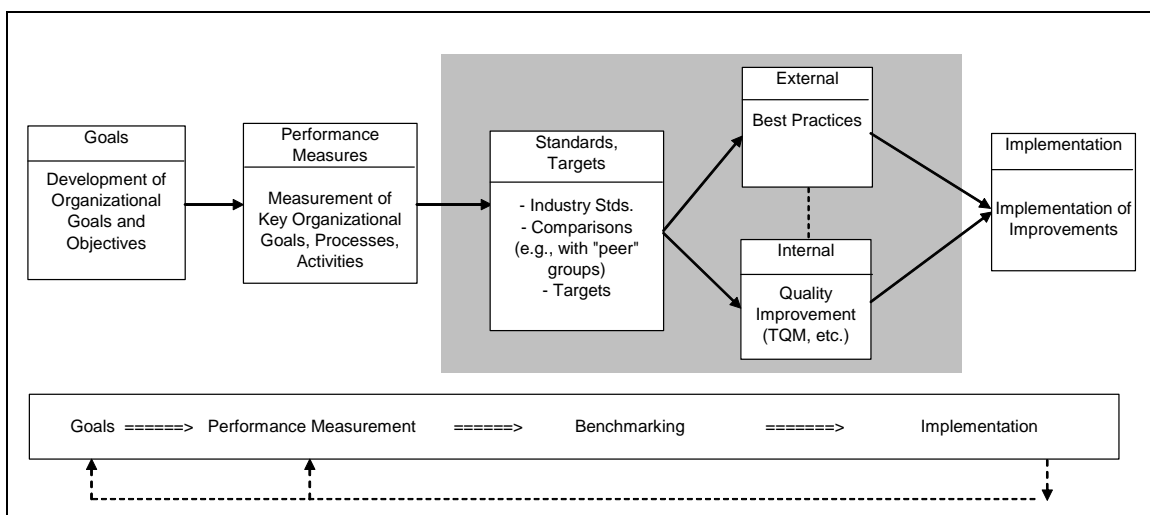 Goals
Development of
Organizational
Goals and
Objectives
Performance
Measures
Measurement of
Key Organizational
Goals, Processes,
Activities
Standards,
Targets
- Industry Stds.
- Comparisons
(e.g., with "peer"
groups)
- Targets
External
Best Practices
Internal
Quality
Improvement
(TQM, etc.)
Implementation
Implementation of
Improvements
Goals ======> Performance Measurement ======> Benchmarking =======> Implementation